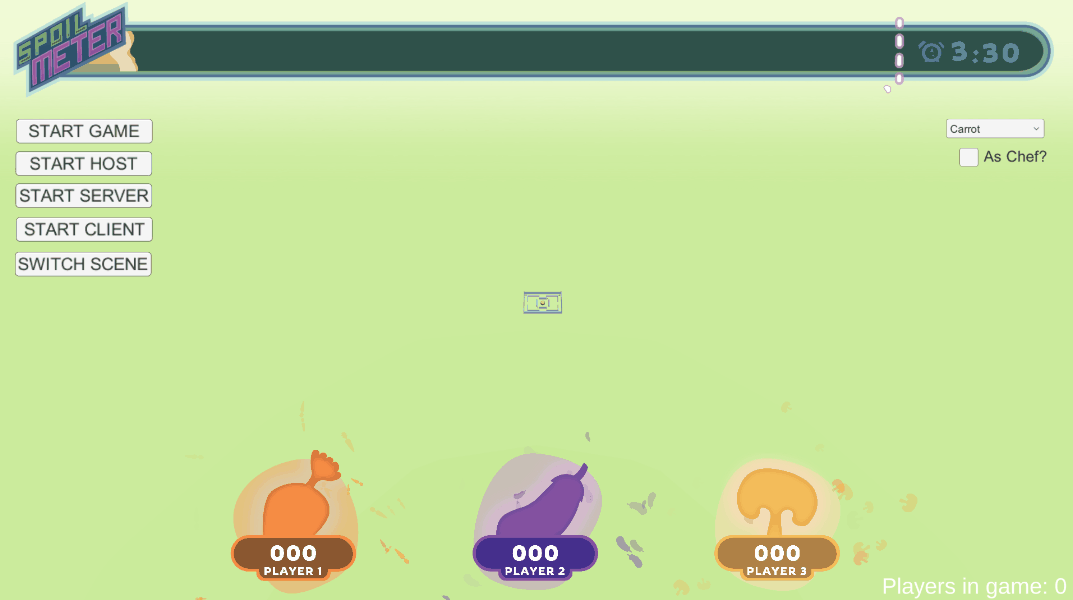 SPOIL
METER
3:30
START GAME
START HOST
START SERVER
START CLIENT
SWITCH SCENE
Carrot
As Chef?
000
PLAYER 1
000
PLAYER 2
000
PLAYER 3
Players in game: 0